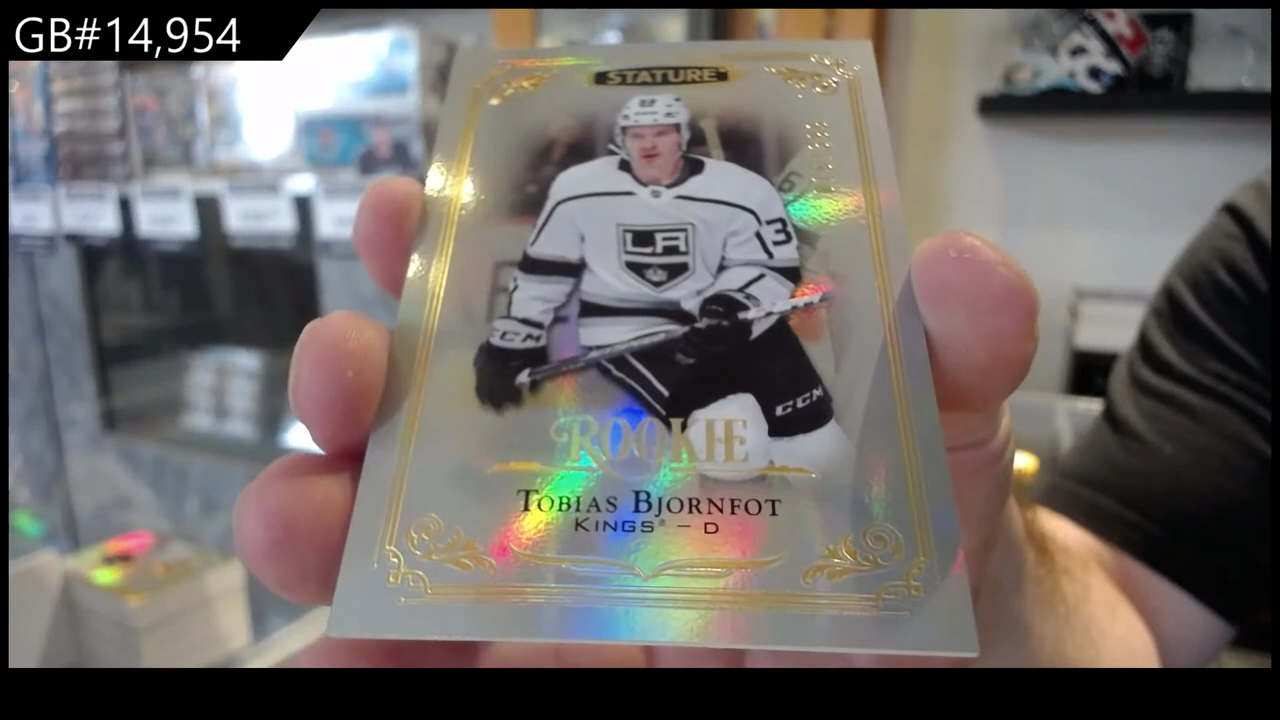 GB#14,954
STATURE
LA
13
CCM
CCM
ROOKIE
TOBIAS BJORNFOT
KINGS® - D